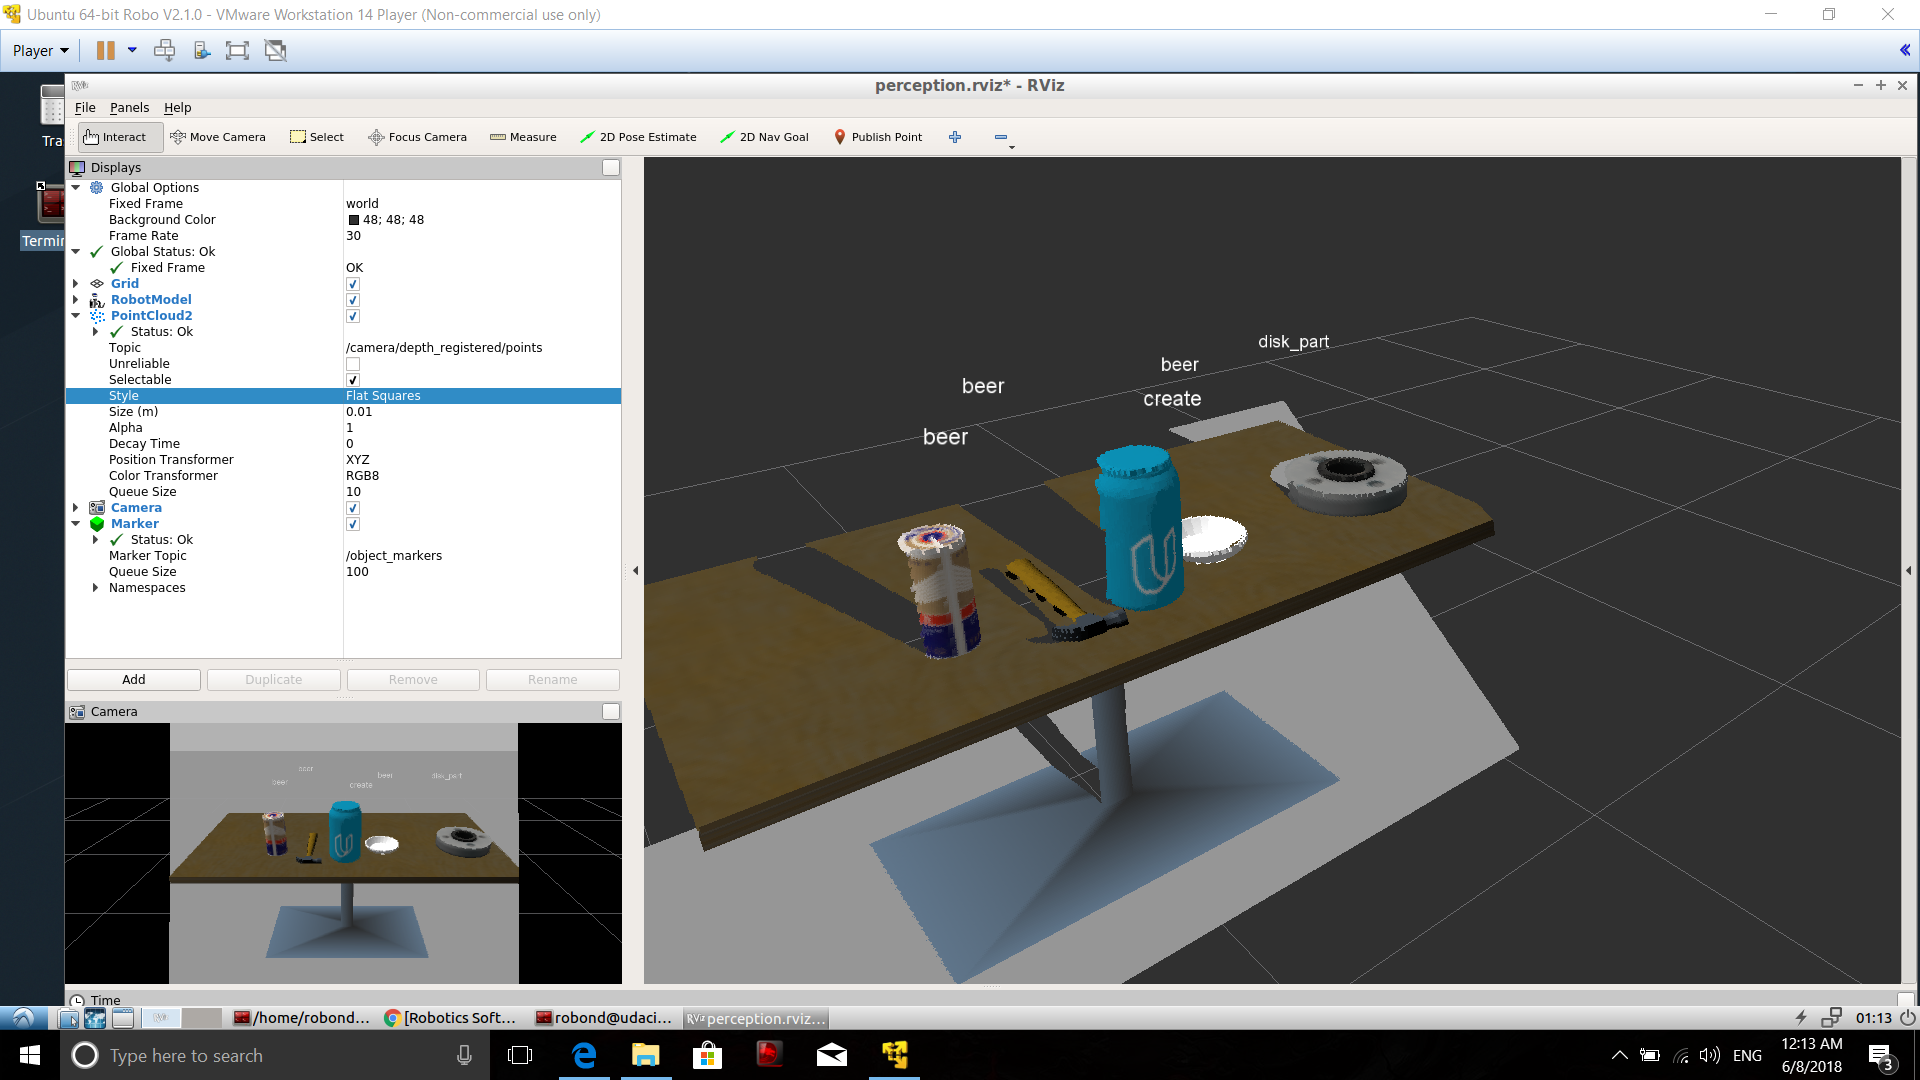 Ubuntu 64-bit Robo V2.1.0 - VMware Workstation 14 Player (Non-commercial use only)
Player
perception.rviz* - RViz
File Panels Help
Interact Move Camera Select Focus Camera Measure 2D Pose Estimate 2D Nav Goal Publish Point
Tra
Termin
Displays
Global Options
Fixed Frame world
Background Color 48; 48; 48
Frame Rate 30
Global Status: Ok
Fixed Frame OK
Grid
RobotModel
PointCloud2
Status: Ok
Topic /camera/depth_registered/points
Unreliable
Selectable
Style Flat Squares
Size (m) 0.01
Alpha 1
Decay Time 0
Position Transformer XYZ
Color Transformer RGB8
Queue Size 10
Camera
Marker
Status: Ok
Marker Topic /object_markers
Queue Size 100
Namespaces
Add Duplicate Remove Rename
Camera
beer
beer
beer
create
disk_part
disk_part
beer
beer
create
beer
Time
/home/robond...
[Robotics Soft...
robond@udaci...
RViz perception.rviz...
01:13
Type here to search
ENG
12:13 AM
6/8/2018
3